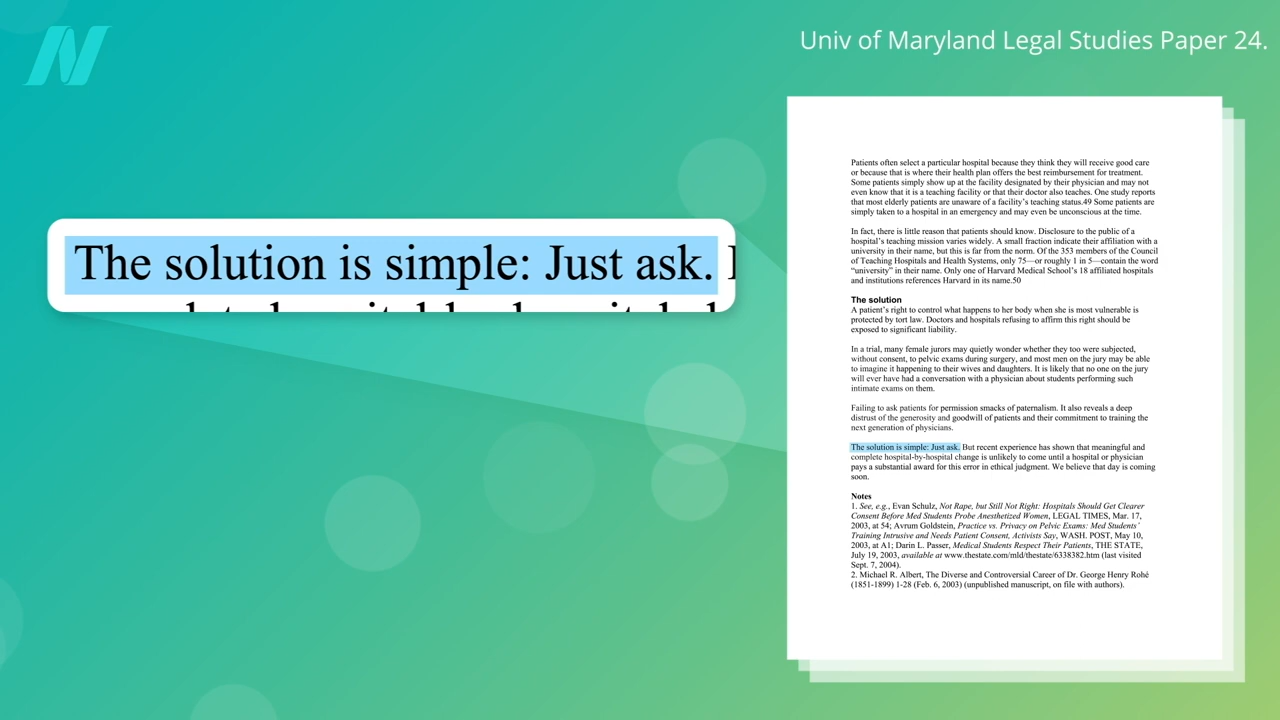 Univ of Maryland Legal Studies Paper 24.
The solution is simple: Just ask.
Patients often select a particular hospital because they think they will receive good care
or because that is where their health plan offers the best reimbursement for treatment.
Some patients simply show up at the facility designated by their physician and may not
even know that it is a teaching facility or that their doctor also teaches. One study reports
that most elderly patients are unaware of a facility's teaching status.49 Some patients are
simply taken to a hospital in an emergency and may even be unconscious at the time.
In fact, there is little reason that patients should know. Disclosure to the public of a
hospital's teaching mission varies widely. A small fraction indicate their affiliation with a
university in their name, but this is far from the norm. Of the 353 members of the Council
of Teaching Hospitals and Health Systems, only 75—or roughly 1 in 5—contain the word
"university" in their name. Only one of Harvard Medical School's 18 affiliated hospitals
and institutions references Harvard in its name.50
The solution
A patient's right to control what happens to her body when she is most vulnerable is
protected by tort law. Doctors and hospitals refusing to affirm this right should be
exposed to significant liability.
In a trial, many female jurors may quietly wonder whether they too were subjected,
without consent, to pelvic exams during surgery, and most men on the jury may be able
to imagine it happening to their wives and daughters. It is likely that no one on the jury
will ever have had a conversation with a physician about students performing such
intimate exams on them.
Failing to ask patients for permission smacks of paternalism. It also reveals a deep
distrust of the generosity and goodwill of patients and their commitment to training the
next generation of physicians.
The solution is simple: Just ask. But recent experience has shown that meaningful and
complete hospital-by-hospital change is unlikely to come until a hospital or physician
pays a substantial award for this error in ethical judgment. We believe that day is coming
soon.
Notes
1. See, e.g., Evan Schulz, Not Rape, but Still Not Right: Hospitals Should Get Clearer
Consent Before Med Students Probe Anesthetized Women, LEGAL TIMES, Mar. 17,
2003, at 54; Avrum Goldstein, Practice vs. Privacy on Pelvic Exams: Med Students'
Training Intrusive and Needs Patient Consent, Activists Say, WASH. POST, May 10,
2003, at A1; Darin L. Passer, Medical Students Respect Their Patients, THE STATE,
July 19, 2003, available at www.thestate.com/mld/thestate/6338382.htm (last visited
Sept. 7, 2004).
2. Michael R. Albert, The Diverse and Controversial Career of Dr. George Henry Rohé
(1851-1899) 1-28 (Feb. 6, 2003) (unpublished manuscript, on file with authors).